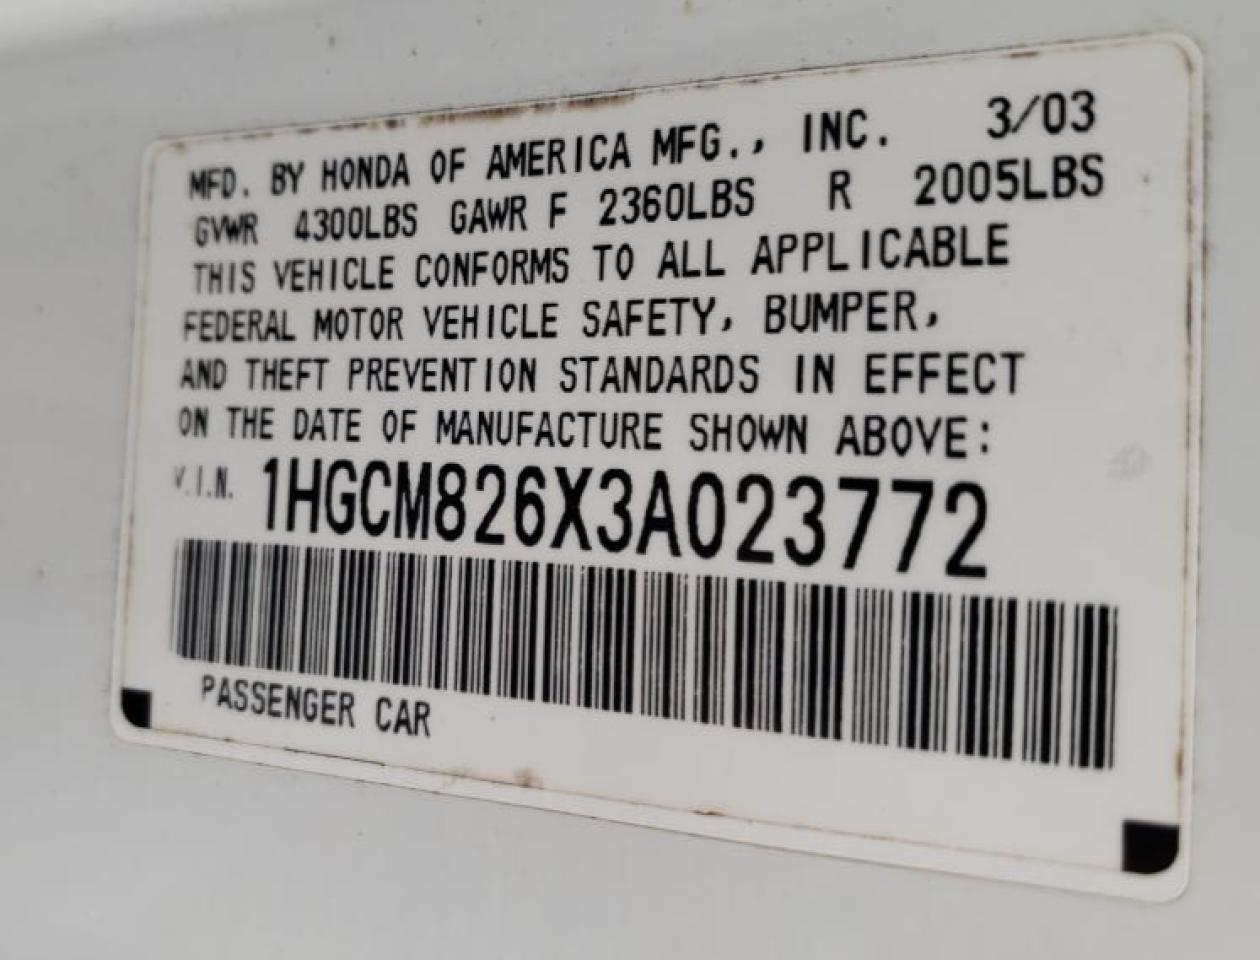 MFD. BY HONDA OF AMERICA MFG., INC. 3/03
GVWR 4300LBS GAWR F 2360LBS R 2005LBS
THIS VEHICLE CONFORMS TO ALL APPLICABLE
FEDERAL MOTOR VEHICLE SAFETY, BUMPER,
AND THEFT PREVENTION STANDARDS IN EFFECT
ON THE DATE OF MANUFACTURE SHOWN ABOVE:
V.I.N. 1HGCM826X3A023772
PASSENGER CAR